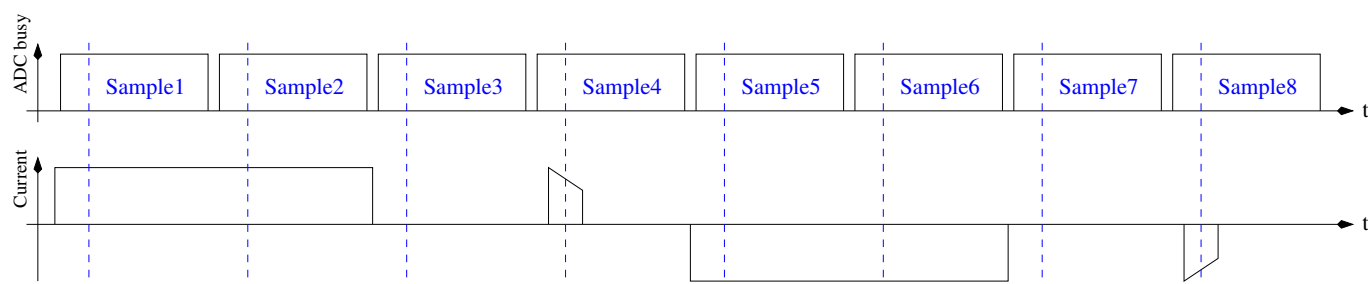 ADC busy
Sample1 Sample2 Sample3 Sample4 Sample5 Sample6 Sample7 Sample8
t
Current
t